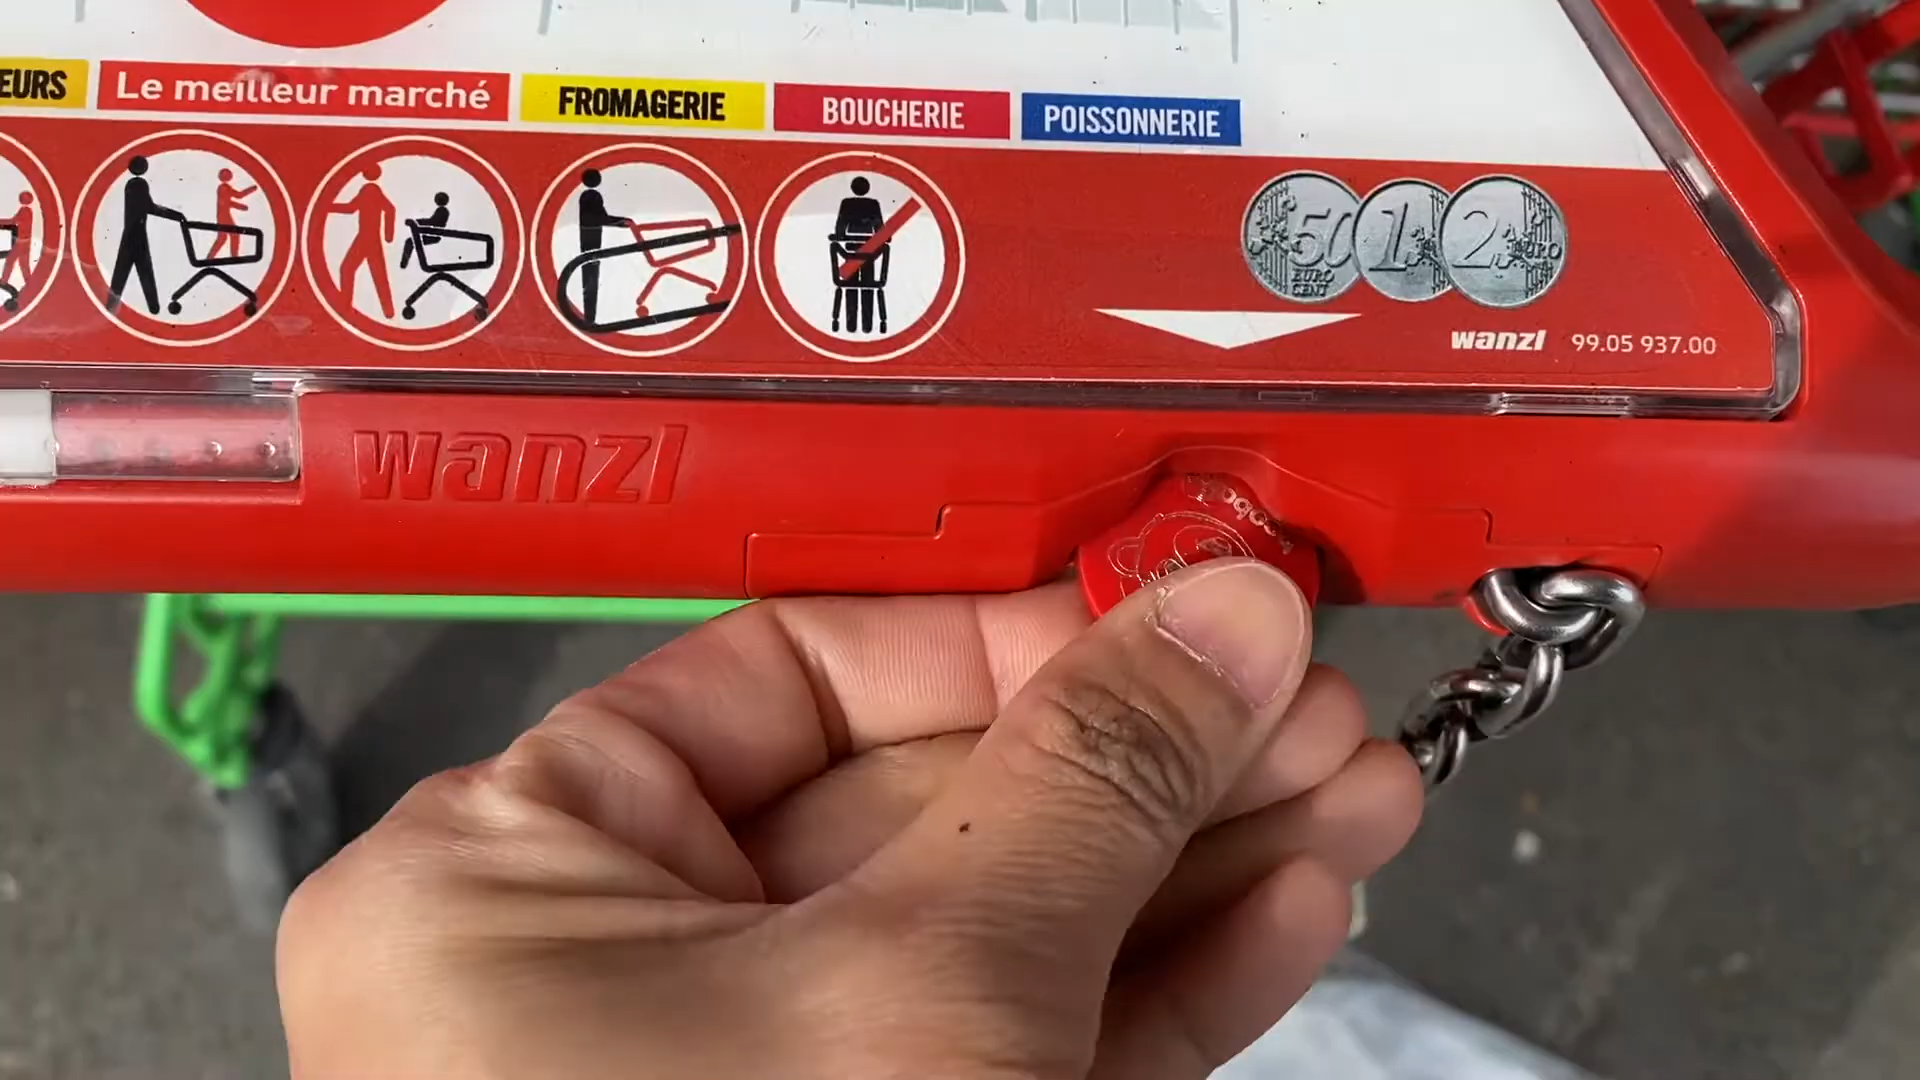 EURS
Le meilleur marché
FROMAGERIE
BOUCHERIE
POISSONNERIE
50 EURO CENT
1
2 EURO
wanzl 99.05 937.00
wanzl